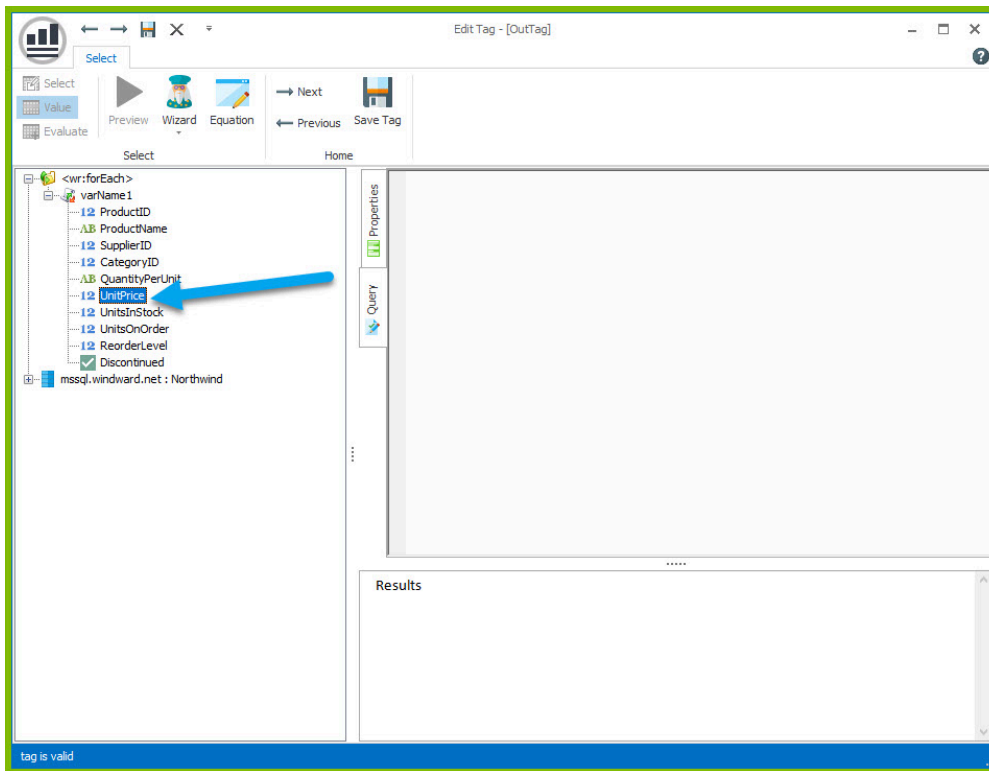 Edit Tag - [OutTag]
Select
Select
Value
Evaluate
Preview
Wizard
Equation
Next
Previous
Save Tag
Select
Home
<wr:forEach>
varName1
12 ProductID
AB ProductName
12 SupplierID
12 CategoryID
AB QuantityPerUnit
12 UnitPrice
12 UnitsInStock
12 UnitsOnOrder
12 ReorderLevel
Discontinued
mssql.windward.net : Northwind
Properties
Query
Results
tag is valid